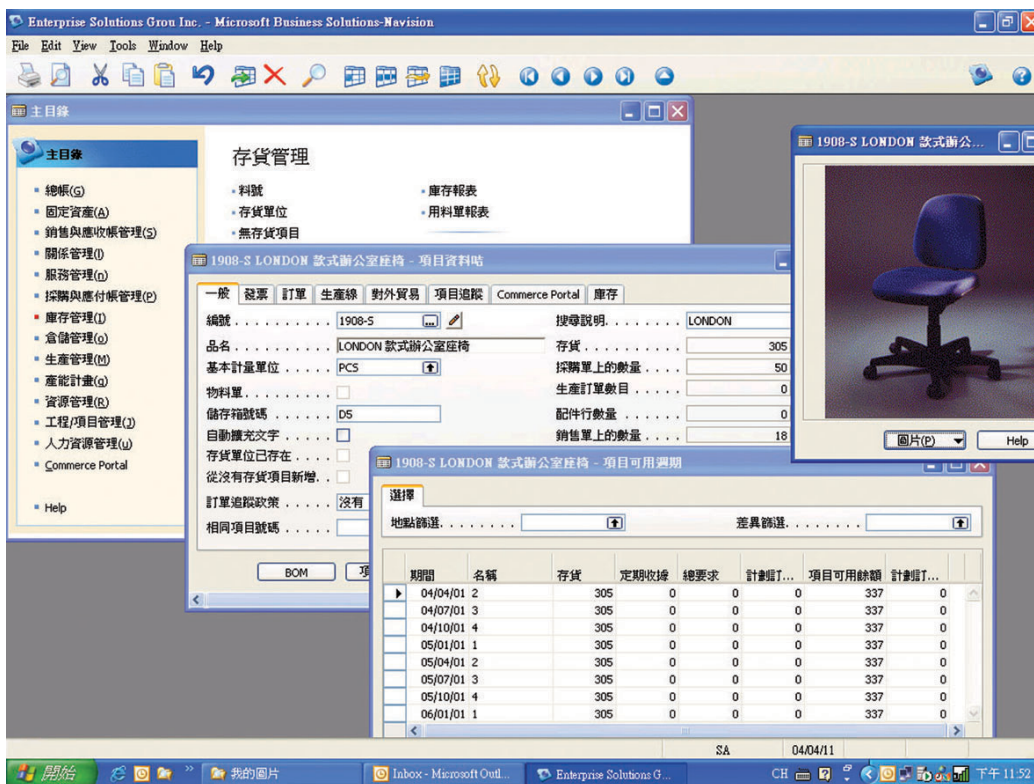 Enterprise Solutions Grou Inc. - Microsoft Business Solutions-Navision
File Edit View Tools Window Help
主目錄
主目錄
總帳(G)
固定資產(A)
銷售與應收帳管理(S)
關係管理(I)
服務管理(n)
採購與應付帳管理(P)
庫存管理(I)
倉儲管理(o)
生產管理(M)
產能計畫(q)
資源管理(R)
工程/項目管理(J)
人力資源管理(u)
Commerce Portal
Help
存貨管理
料號
庫存報表
存貨單位
用料單報表
無存貨項目
1908-S LONDON 款式辦公室座椅 - 項目資料咭
一般 發票 訂單 生產線 對外貿易 項目追蹤 Commerce Portal 庫存
編號 . . . . . . . . . . 1908-S
搜尋說明. . . . . . . LONDON
品名 . . . . . . . . . . LONDON 款式辦公室座椅
存貨 . . . . . . . . . . 305
基本計量單位 . . . . . PCS
採購單上的數量 . . . . 50
物料單. . . . . . . . . .
生產訂單數目 . . . . . 0
儲存箱號碼 . . . . . . D5
配件行數量 . . . . . . 0
自動擴充文字 . . . . .
銷售單上的數量 . . . . 18
存貨單位已存在 . . . .
從沒有存貨項目新增. .
訂單追蹤政策 . . . . . 沒有
相同項目號碼 . . . . .
BOM 項
1908-S LONDON 款式辦公...
圖片(P) Help
1908-S LONDON 款式辦公室座椅 - 項目可用週期
選擇
地點篩選. . . . . . . . 差異篩選. . . . . . . .
期間 名稱 存貨 定期收據 總要求 計劃訂... 項目可用餘額 計劃訂...
04/04/01 2 305 0 0 0 337 0
04/07/01 3 305 0 0 0 337 0
04/10/01 4 305 0 0 0 337 0
05/01/01 1 305 0 0 0 337 0
05/04/01 2 305 0 0 0 337 0
05/07/01 3 305 0 0 0 337 0
05/10/01 4 305 0 0 0 337 0
06/01/01 1 305 0 0 0 337 0
SA 04/04/11
開始 我的圖片 Inbox - Microsoft Outl... Enterprise Solutions G... CH 下午 11:52